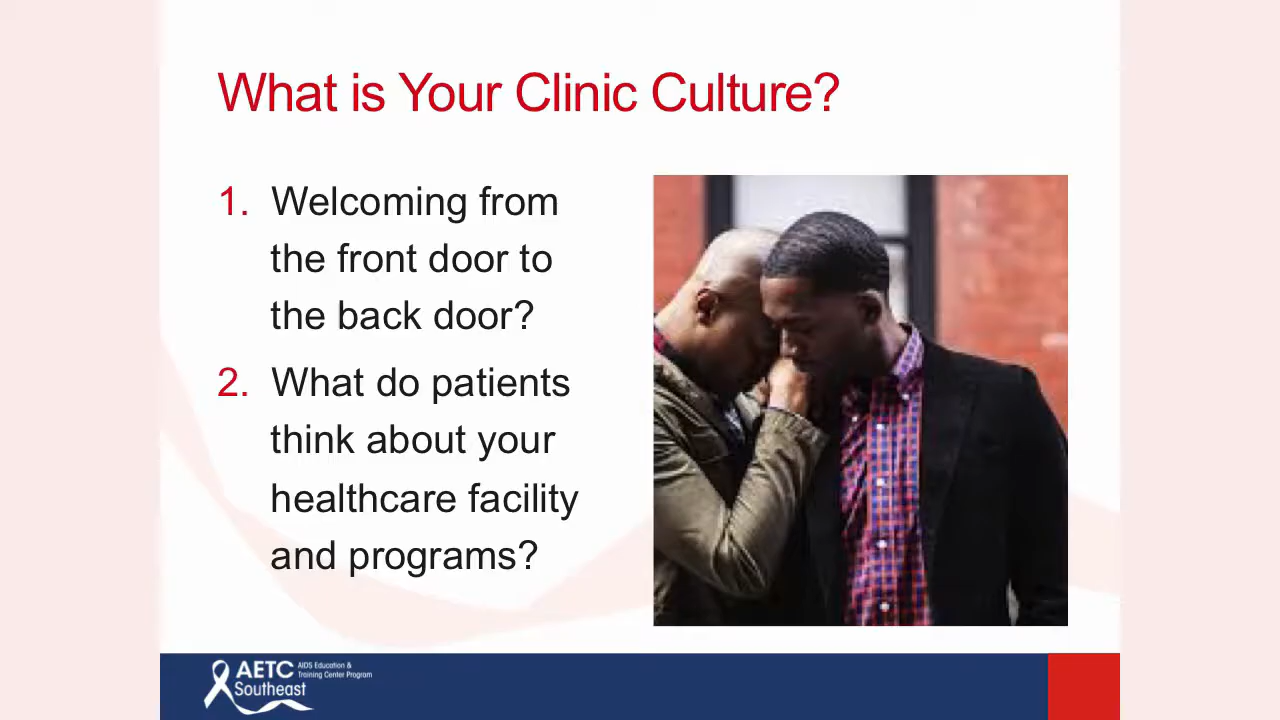 What is Your Clinic Culture?
1. Welcoming from
the front door to
the back door?
2. What do patients
think about your
healthcare facility
and programs?
AETC AIDS Education &
Training Center Program
Southeast